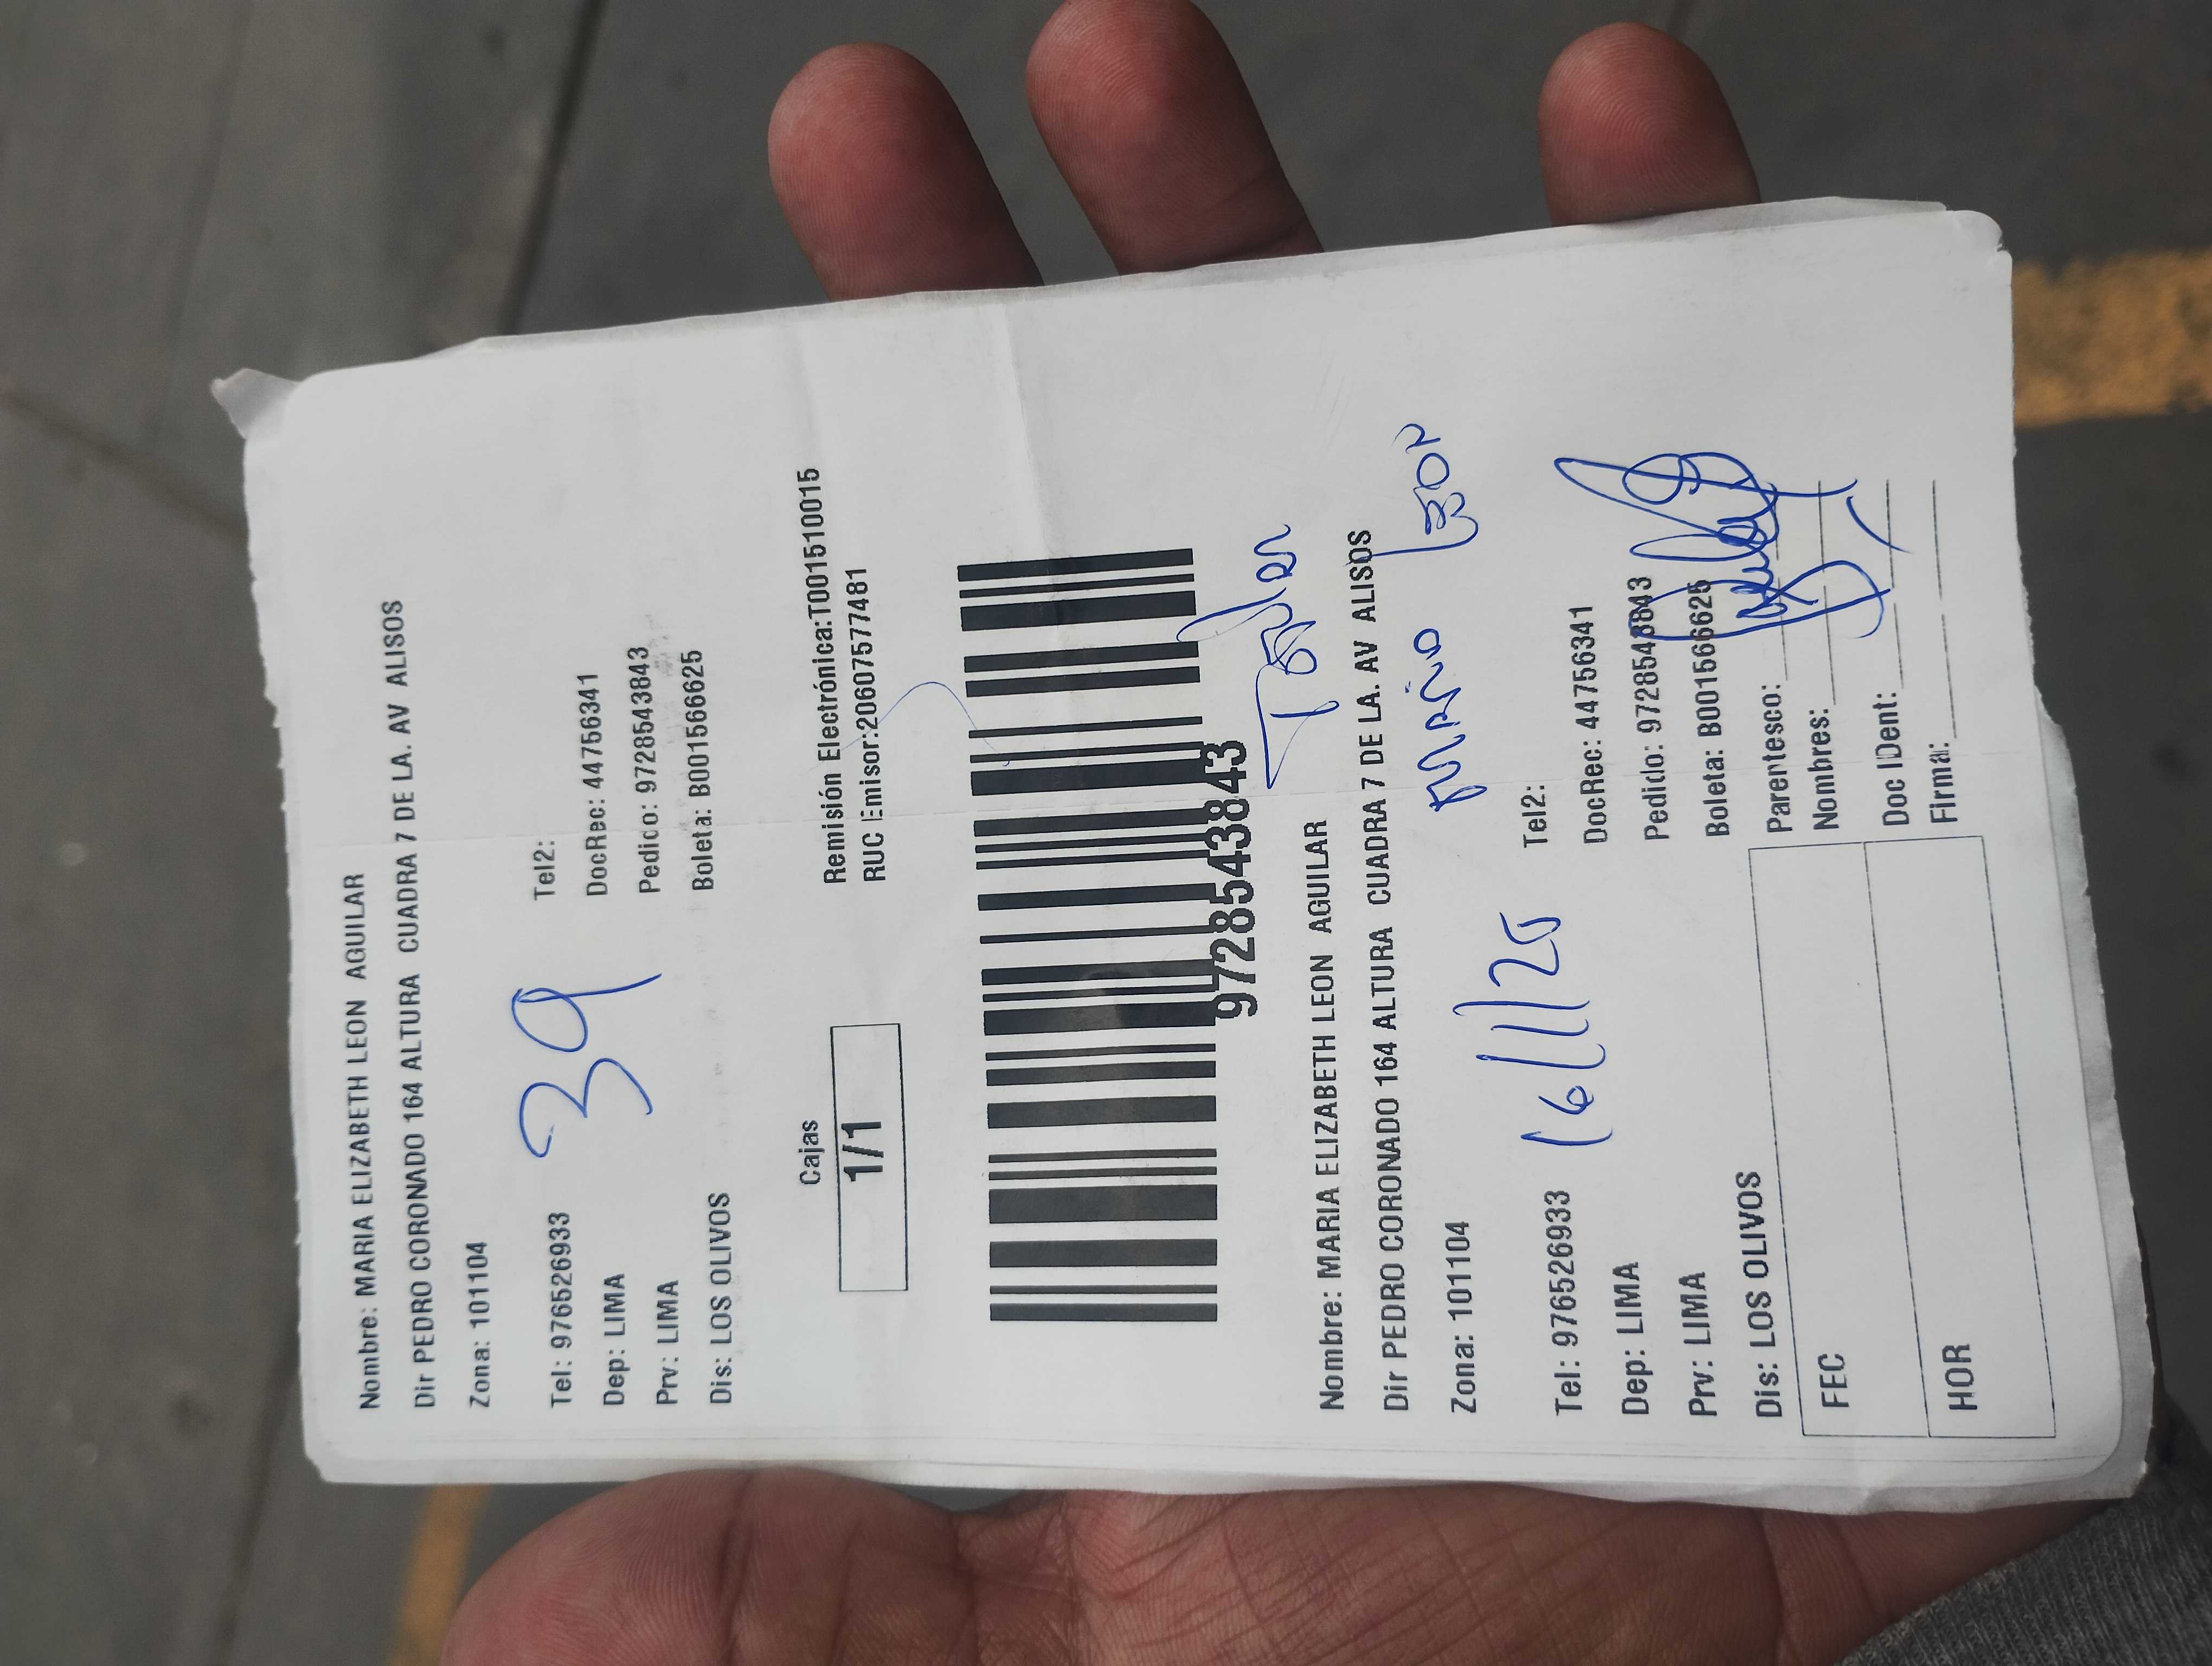 Nombre: MARIA ELIZABETH LEON AGUILAR
Dir PEDRO CORONADO 164 ALTURA CUADRA 7 DE LA. AV ALISOS
Zona: 101104
39
Tel: 976526933 Tel2:
Dep: LIMA DocRec: 44756341
Prv: LIMA Pedido: 9728543843
Dis: LOS OLIVOS Boleta: B001566625
Cajas
1/1
Remisión Electrónica:T001510015
RUC Emisor:20607577481
9728543843
Nombre: MARIA ELIZABETH LEON AGUILAR
Dir PEDRO CORONADO 164 ALTURA CUADRA 7 DE LA. AV ALISOS
Zona: 101104
León
16/1/25
Tel: 976526933 Tel2:
Dep: LIMA DocRec: 44756341
Prv: LIMA Pedido: 9728543843
Dis: LOS OLIVOS Boleta: B001566625
Parentesco:
FEC Nombres:
Doc IDent:
HOR Firma: